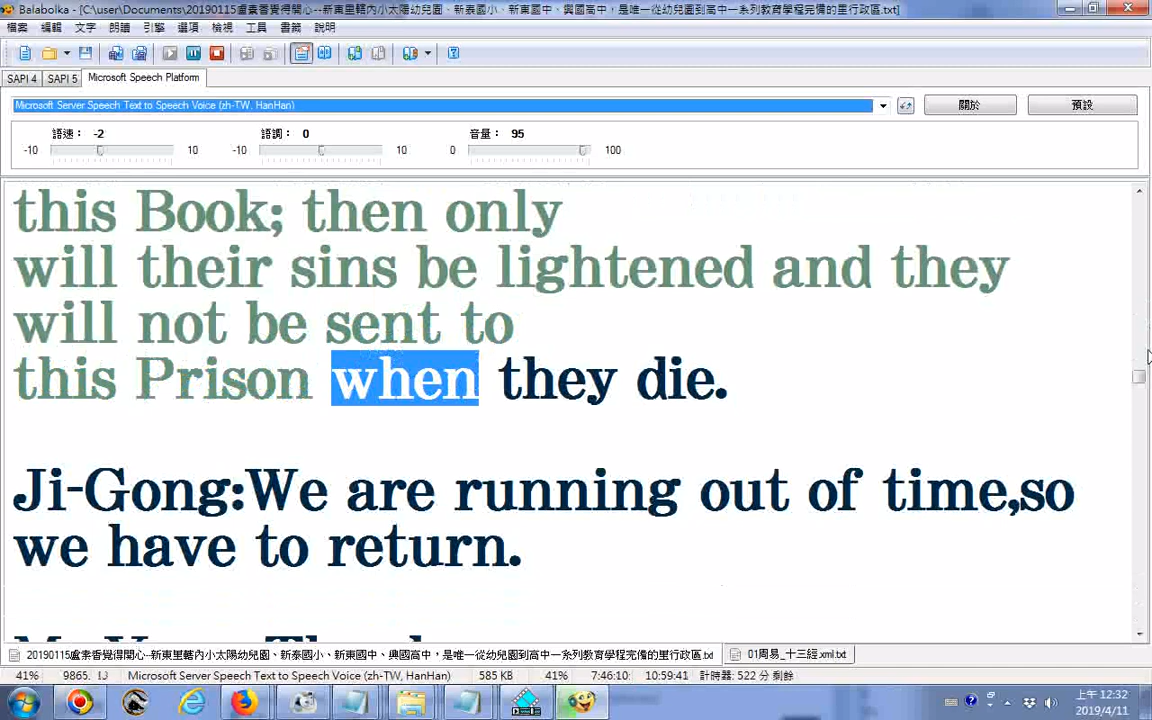 Balabolka - [C:\user\Documents\20190115盧素香覺得開心--新東里轄內小太陽幼兒園、新泰國小、新東國中、興國高中，是唯一從幼兒園到高中一系列教育學程完備的里行政區.txt]
檔案 編輯 文字 朗讀 引擎 選項 檢視 工具 書籤 說明
SAPI 4 SAPI 5 Microsoft Speech Platform
Microsoft Server Speech Text to Speech Voice (zh-TW, HanHan) 關於 預設
語速： -2 語調： 0 音量： 95
-10 10 -10 10 0 100
this Book; then only
will their sins be lightened and they
will not be sent to
this Prison when they die.
Ji-Gong:We are running out of time,so
we have to return.
20190115盧素香覺得開心--新東里轄內小太陽幼兒園、新泰國小、新東國中、興國高中，是唯一從幼兒園到高中一系列教育學程完備的里行政區.txt 01周易_十三經.xml.txt
41% 9865. Microsoft Server Speech Text to Speech Voice (zh-TW, HanHan) 585 KB 41% 7:46:10 10:59:41 計時器: 522 分 剩餘
上午 12:32
2019/4/11